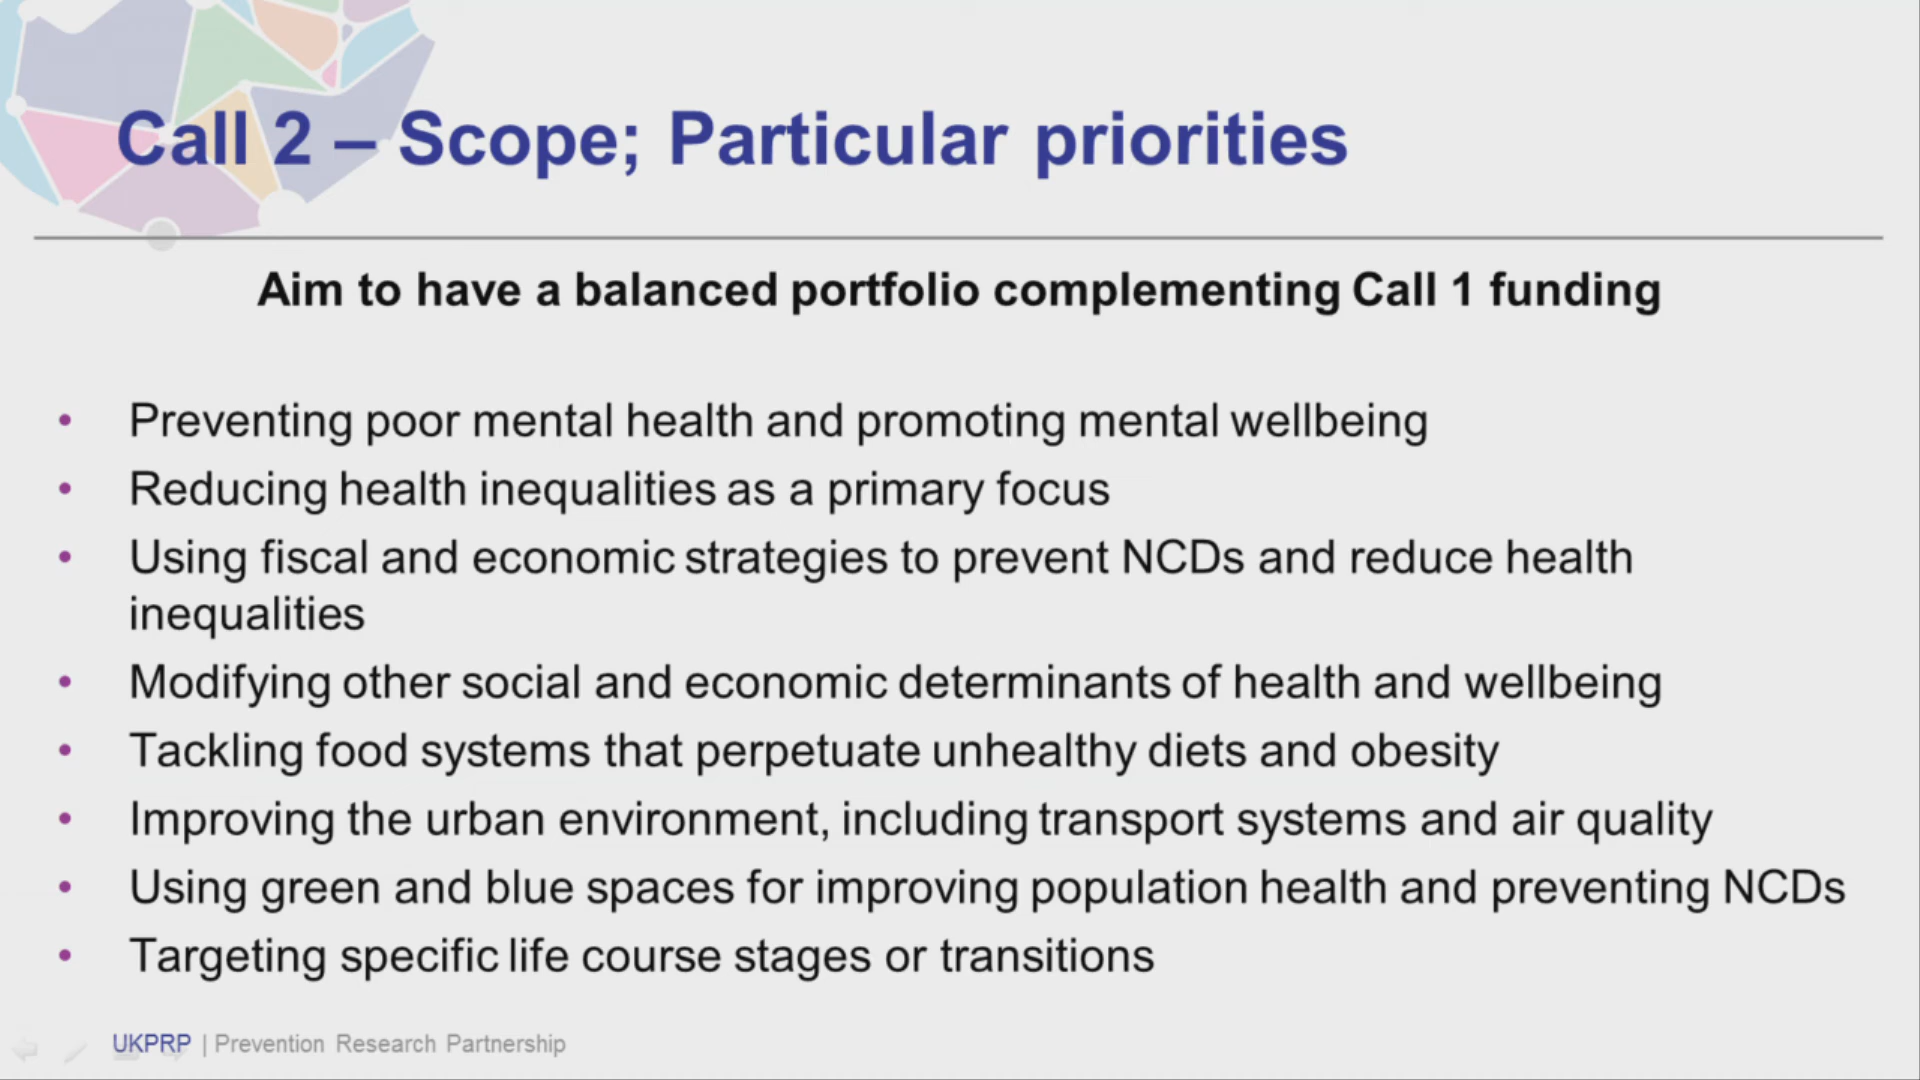 Call 2 – Scope; Particular priorities
Aim to have a balanced portfolio complementing Call 1 funding
• Preventing poor mental health and promoting mental wellbeing
• Reducing health inequalities as a primary focus
• Using fiscal and economic strategies to prevent NCDs and reduce health
inequalities
• Modifying other social and economic determinants of health and wellbeing
• Tackling food systems that perpetuate unhealthy diets and obesity
• Improving the urban environment, including transport systems and air quality
• Using green and blue spaces for improving population health and preventing NCDs
• Targeting specific life course stages or transitions
UKPRP | Prevention Research Partnership